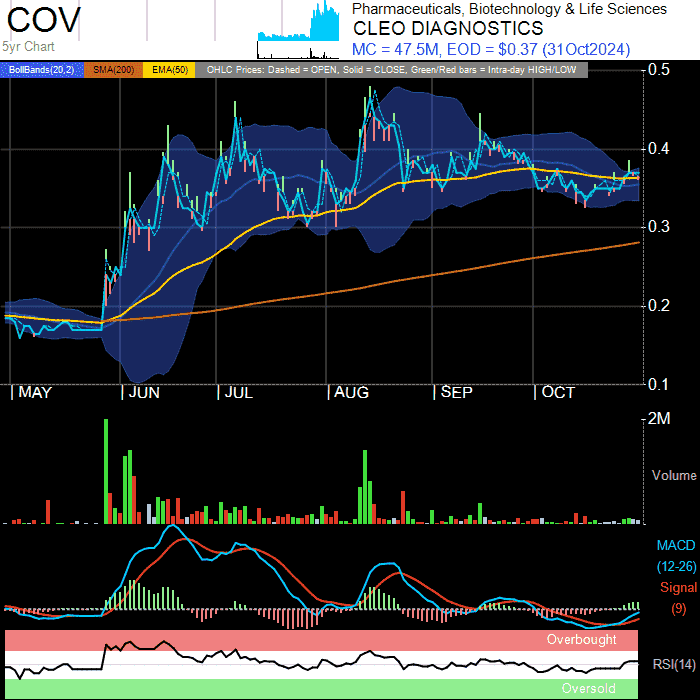 COV
5yr Chart
Pharmaceuticals, Biotechnology & Life Sciences
CLEO DIAGNOSTICS
MC = 47.5M, EOD = $0.37 (31Oct2024)
BollBands(20,2) SMA(200) EMA(50) OHLC Prices: Dashed = OPEN, Solid = CLOSE, Green/Red bars = Intra-day HIGH/LOW
0.5
0.4
0.3
0.2
0.1
MAY JUN JUL AUG SEP OCT
2M
Volume
MACD
(12-26)
Signal
(9)
Overbought
RSI(14)
Oversold